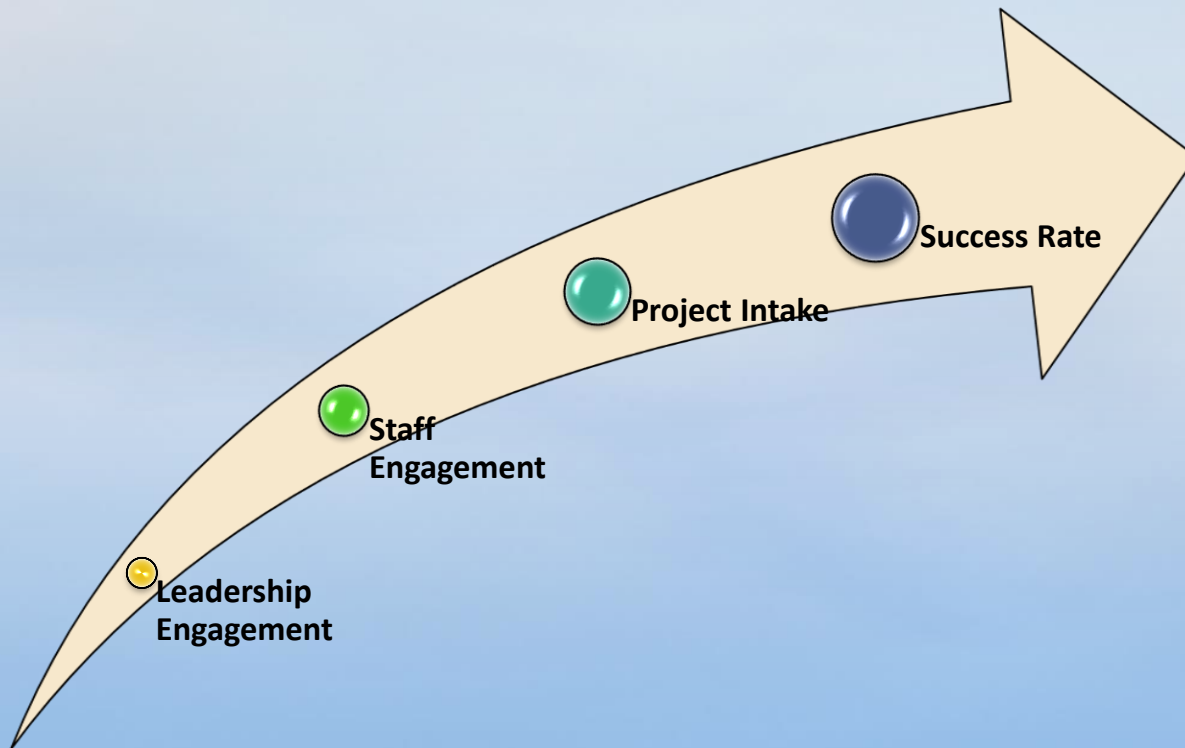 Success Rate
Project Intake
Staff
Engagement
Leadership
Engagement